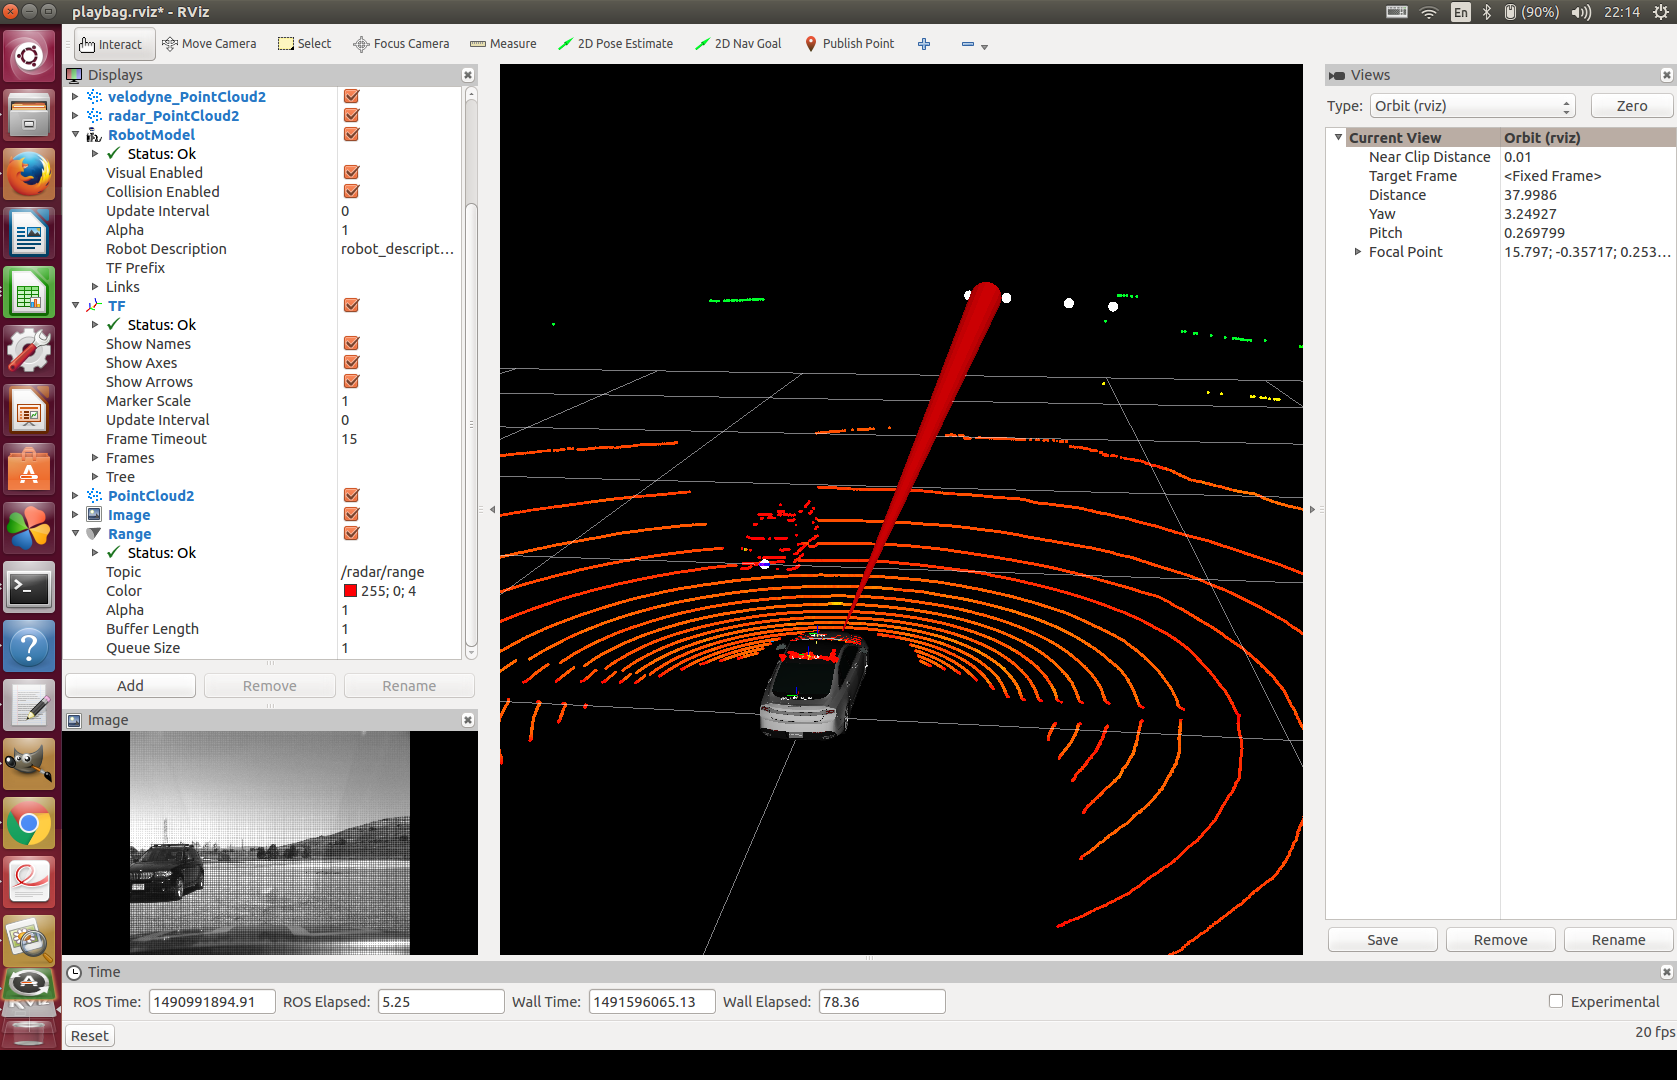 playbag.rviz* - RViz
En (90%) 22:14
Interact Move Camera Select Focus Camera Measure 2D Pose Estimate 2D Nav Goal Publish Point
Displays
velodyne_PointCloud2
radar_PointCloud2
RobotModel
Status: Ok
Visual Enabled
Collision Enabled
Update Interval 0
Alpha 1
Robot Description robot_descript...
TF Prefix
Links
TF
Status: Ok
Show Names
Show Axes
Show Arrows
Marker Scale 1
Update Interval 0
Frame Timeout 15
Frames
Tree
PointCloud2
Image
Range
Status: Ok
Topic /radar/range
Color 255; 0; 4
Alpha 1
Buffer Length 1
Queue Size 1
Add Remove Rename
Image
Views
Type: Orbit (rviz) Zero
Current View Orbit (rviz)
Near Clip Distance 0.01
Target Frame <Fixed Frame>
Distance 37.9986
Yaw 3.24927
Pitch 0.269799
Focal Point 15.797; -0.35717; 0.253...
Save Remove Rename
Time
ROS Time: 1490991894.91 ROS Elapsed: 5.25 Wall Time: 1491596065.13 Wall Elapsed: 78.36 Experimental
Reset 20 fps